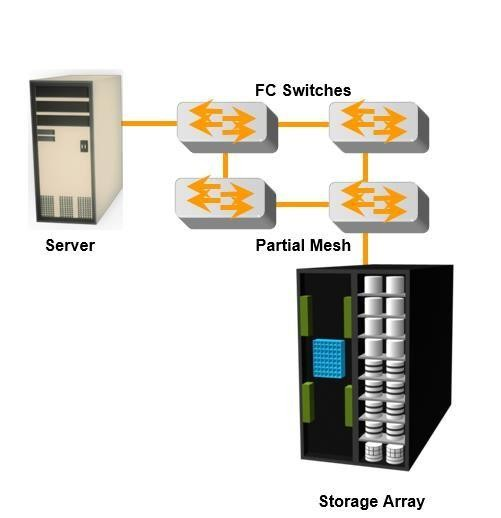 FC Switches
Server
Partial Mesh
Storage Array